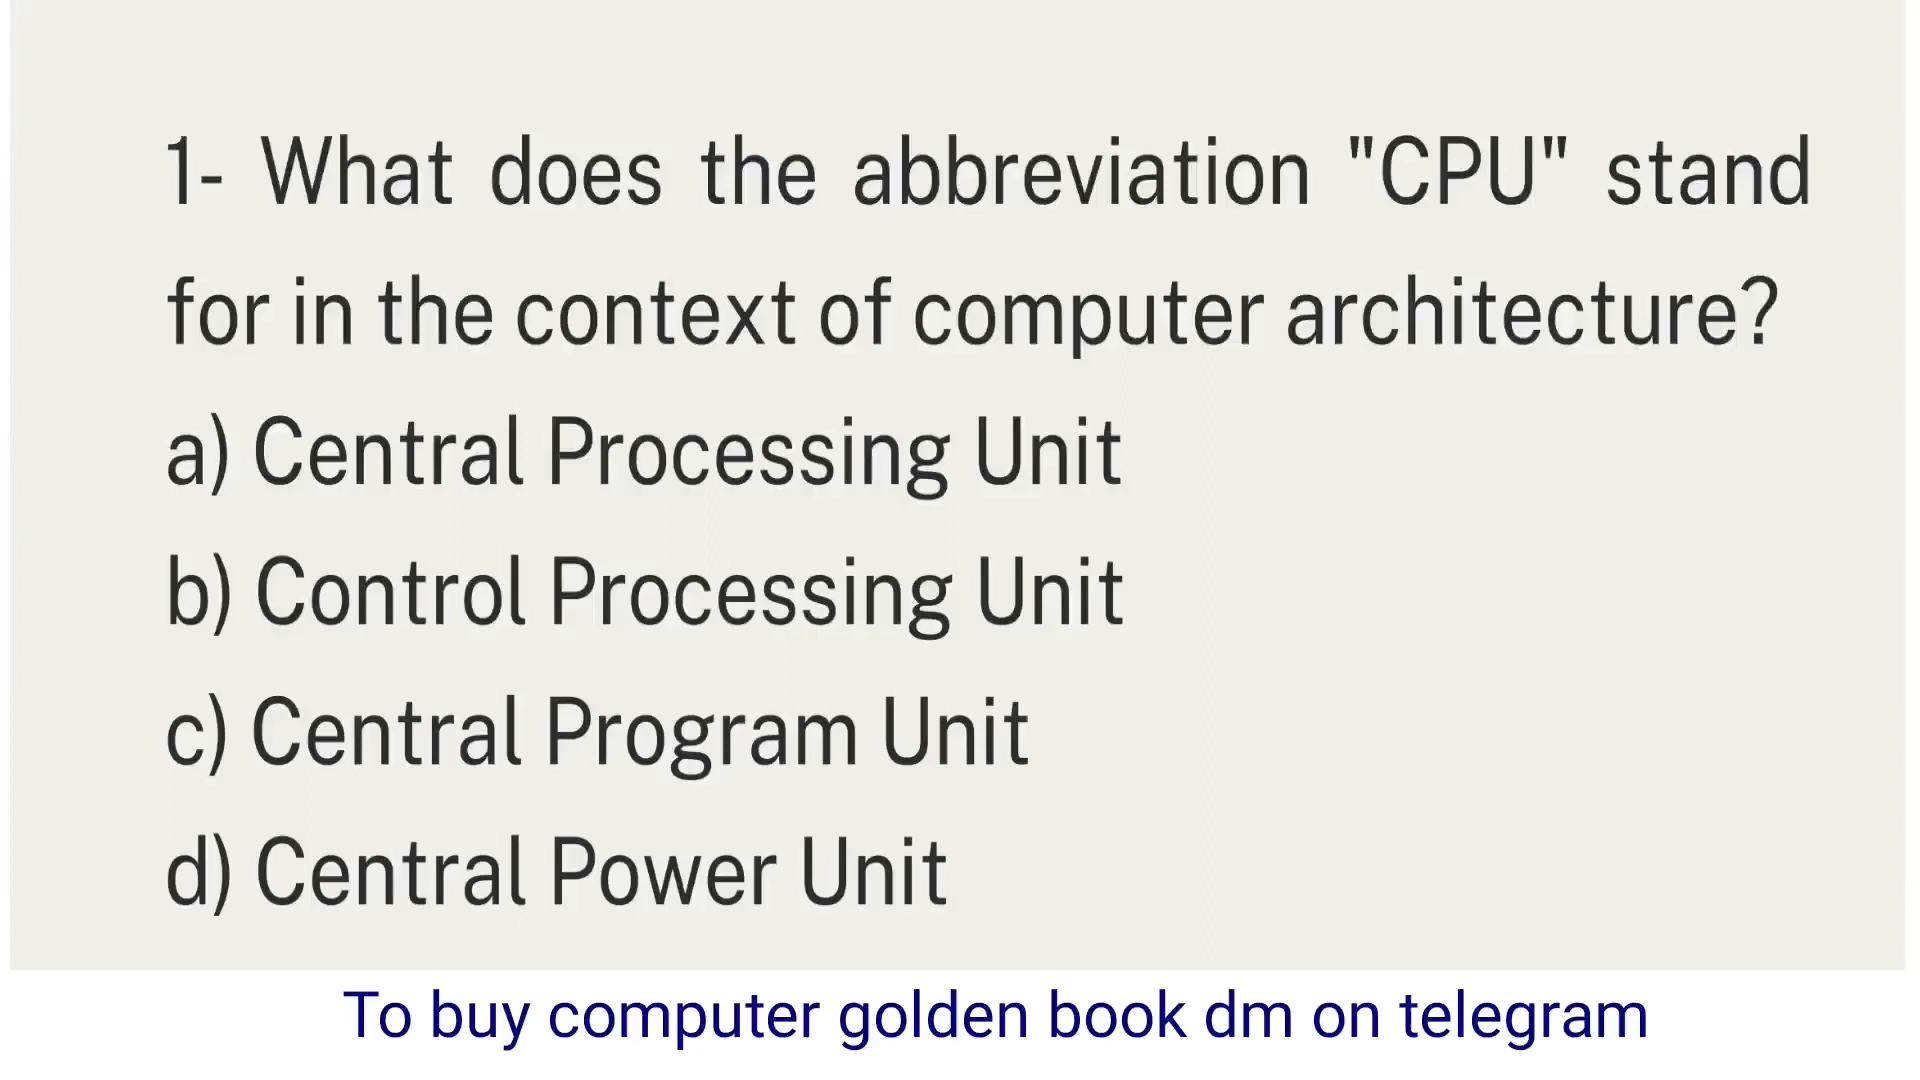 1- What does the abbreviation "CPU" stand
for in the context of computer architecture?
a) Central Processing Unit
b) Control Processing Unit
c) Central Program Unit
d) Central Power Unit
To buy computer golden book dm on telegram